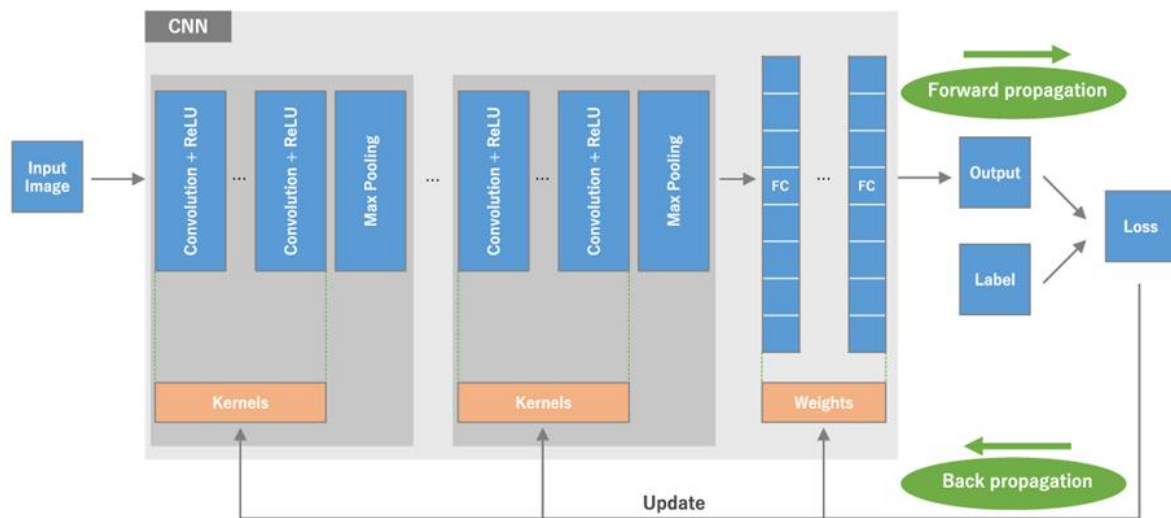 CNN
Forward propagation
Input
Image
Convolution + ReLU
...
Convolution + ReLU
Max Pooling
...
Convolution + ReLU
...
Convolution + ReLU
Max Pooling
FC
...
FC
Output
Label
Loss
Kernels
Kernels
Weights
Back propagation
Update